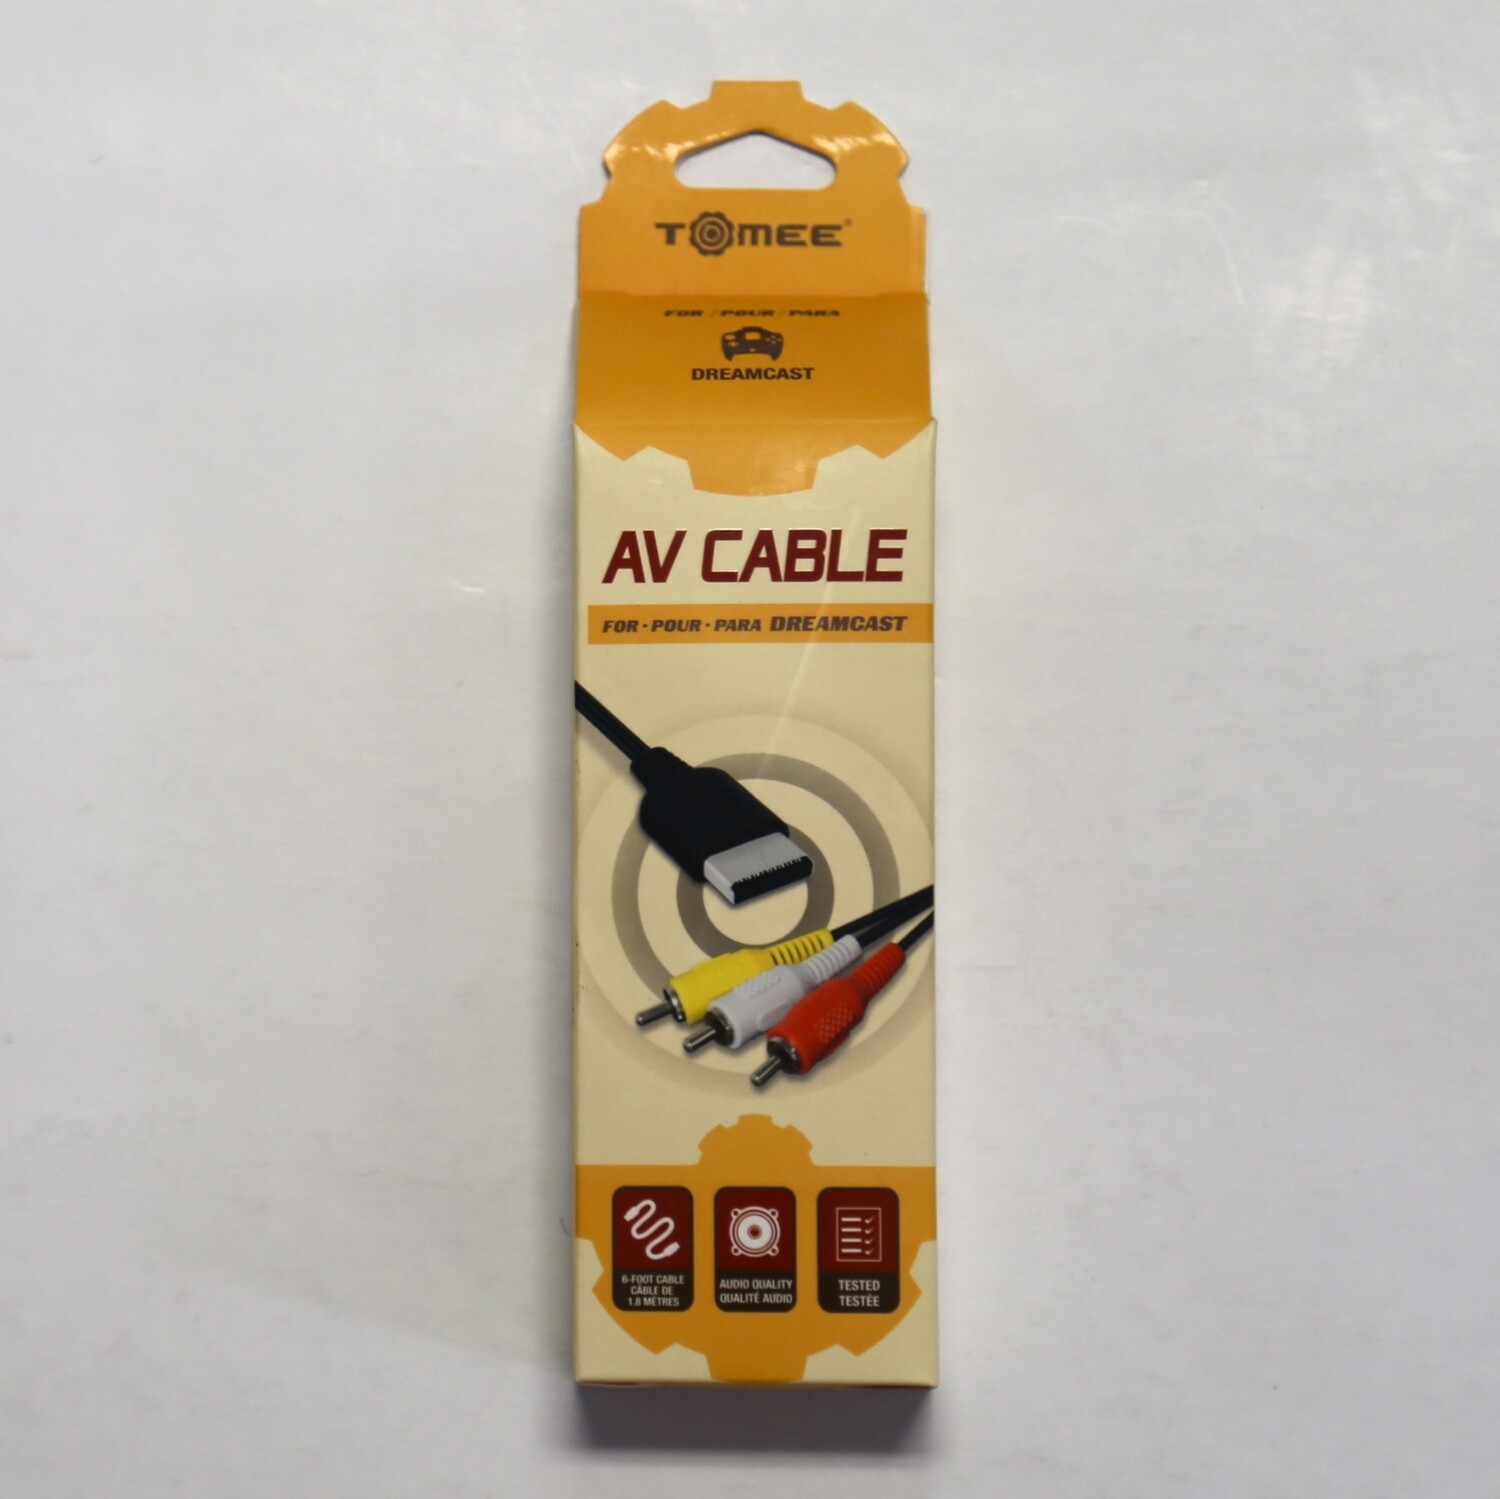 TOMEE®
FOR / POUR / PARA
DREAMCAST
AV CABLE
FOR · POUR · PARA DREAMCAST
6-FOOT CABLE
CÂBLE DE
1.8 MÈTRES
AUDIO QUALITY
QUALITÉ AUDIO
TESTED
TESTÉE